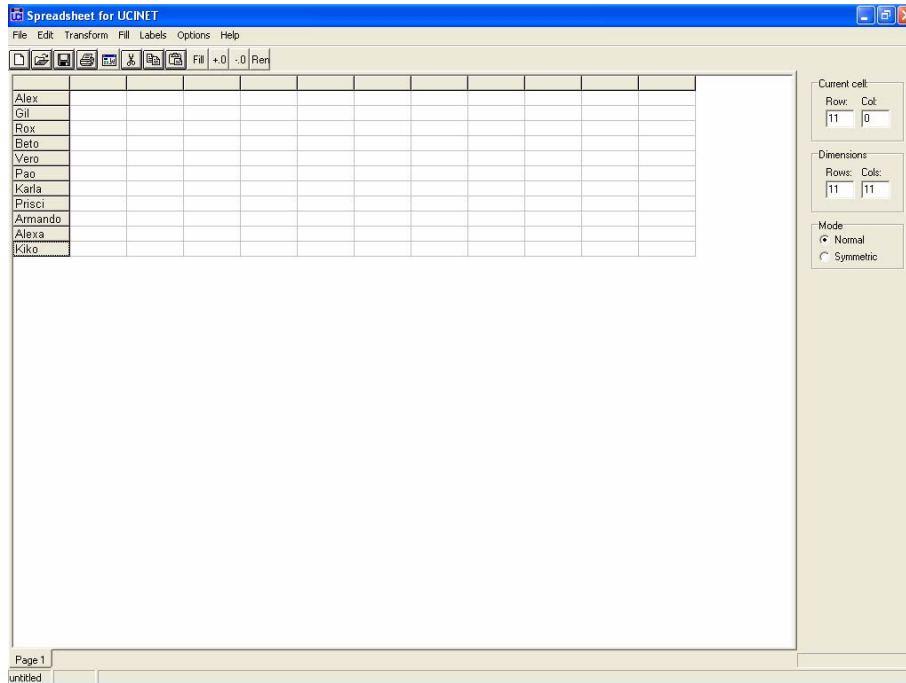 Spreadsheet for UCINET
File Edit Transform Fill Labels Options Help
Fill +.0 -.0 Ren
Alex
Gil
Rox
Beto
Vero
Pao
Karla
Prisci
Armando
Alexa
Kiko
Current cell:
Row: Col:
11 0
Dimensions
Rows: Cols:
11 11
Mode
Normal
Symmetric
Page 1
untitled